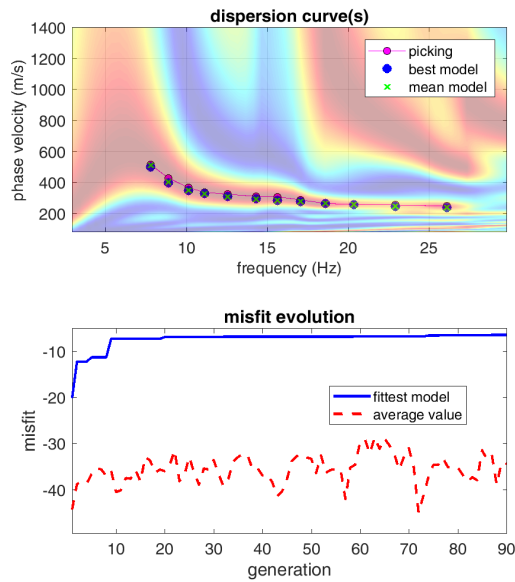 dispersion curve(s)
1400
1200
1000
800
600
400
200
phase velocity (m/s)
picking
best model
mean model
5
10
15
20
25
frequency (Hz)
misfit evolution
-10
-20
-30
-40
misfit
fittest model
average value
10
20
30
40
50
60
70
80
90
generation